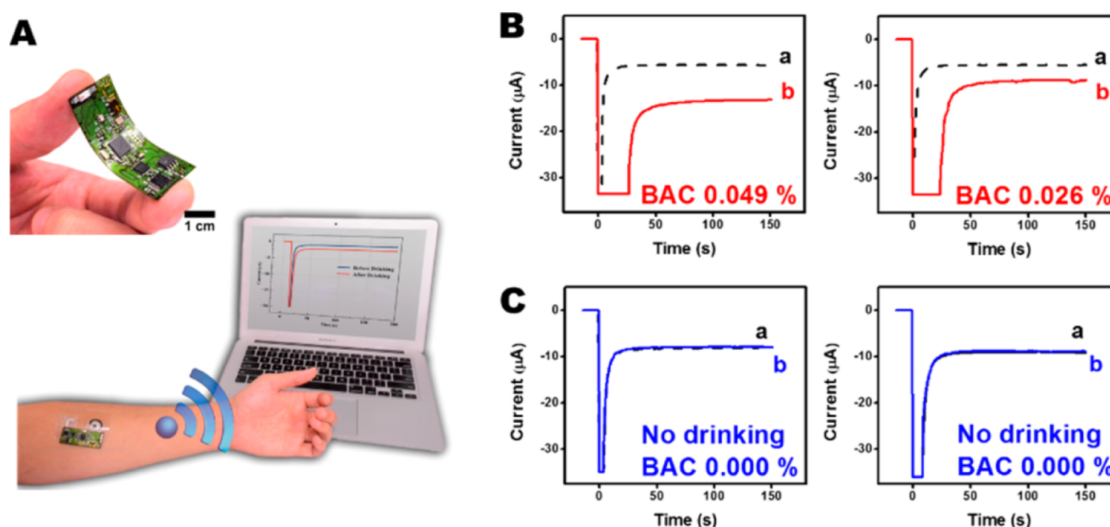 A
1 cm
Before Drinking
After Drinking
B
Current (μA)
0
-10
-20
-30
a
b
BAC 0.049 %
0 50 100 150
Time (s)
Current (μA)
0
-10
-20
-30
a
b
BAC 0.026 %
0 50 100 150
Time (s)
C
Current (μA)
0
-10
-20
-30
a
b
No drinking
BAC 0.000 %
0 50 100 150
Time (s)
Current (μA)
0
-10
-20
-30
a
b
No drinking
BAC 0.000 %
0 50 100 150
Time (s)